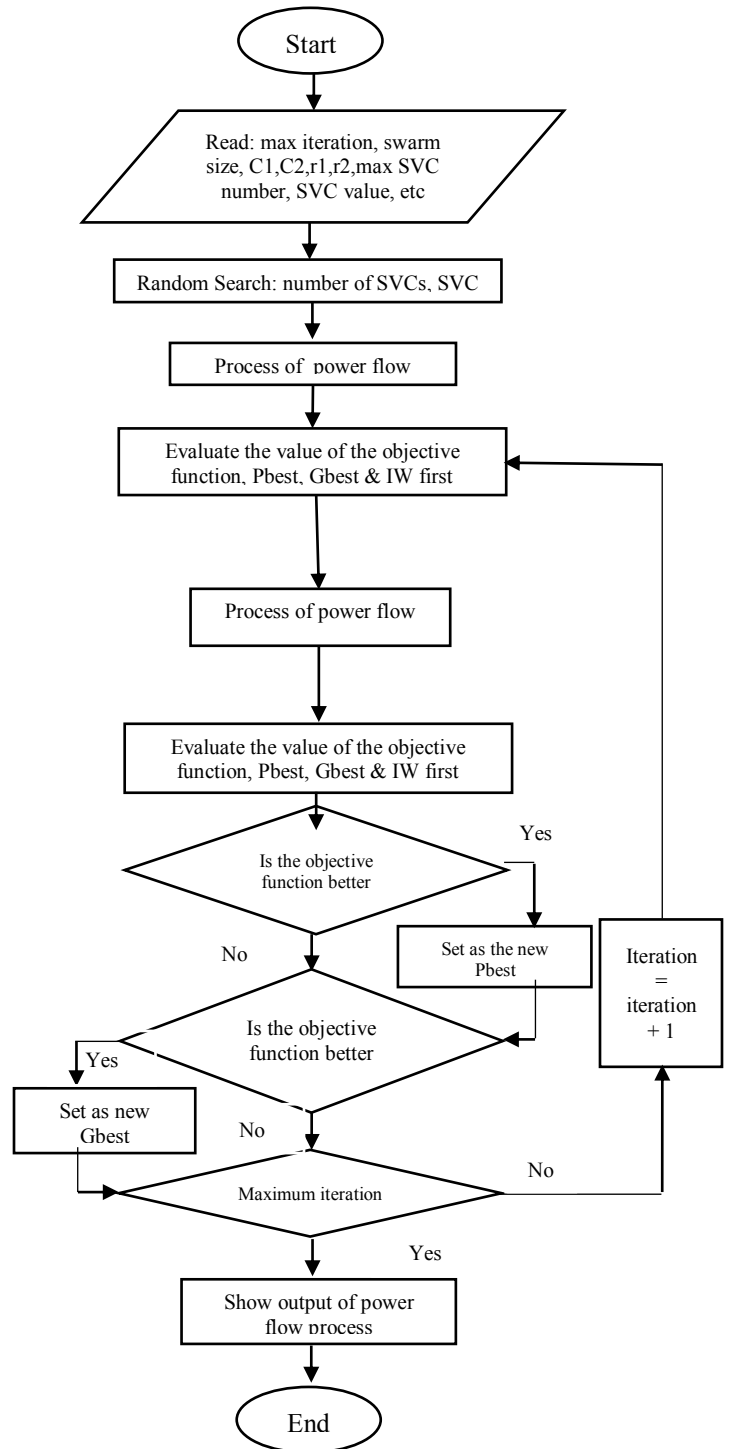 Start
Read: max iteration, swarm
size, C1,C2,r1,r2,max SVC
number, SVC value, etc
Random Search: number of SVCs, SVC
Process of power flow
Evaluate the value of the objective
function, Pbest, Gbest & IW first
Process of power flow
Evaluate the value of the objective
function, Pbest, Gbest & IW first
Is the objective
function better
Yes
No
Set as the new
Pbest
Iteration
=
iteration
+ 1
Is the objective
function better
Yes
Set as new
Gbest
No
Maximum iteration
No
Yes
Show output of power
flow process
End